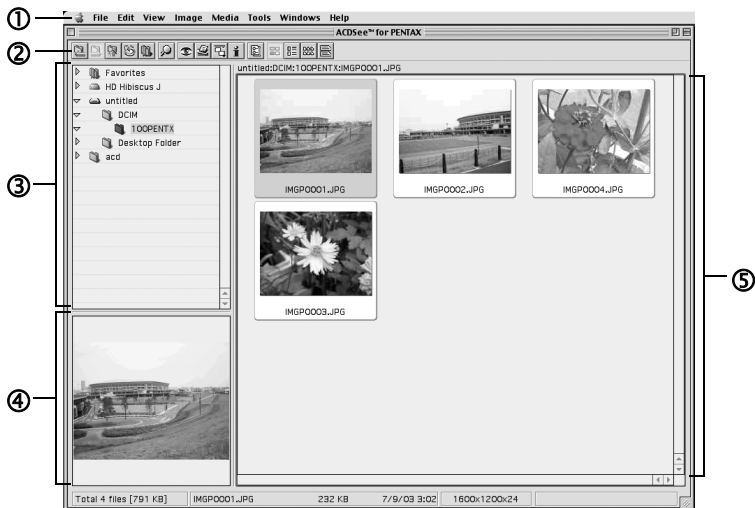 ① File Edit View Image Media Tools Windows Help
ACDSee™ for PENTAX
②
③
Favorites
HD Hibiscus J
untitled
DCIM
100PENTX
Desktop Folder
acd
untitled:DCIM:100PENTX:IMGP0001.JPG
IMGP0001.JPG IMGP0002.JPG IMGP0004.JPG
IMGP0003.JPG
⑤
④
Total 4 files [791 KB] IMGP0001.JPG 232 KB 7/9/03 3:02 1600x1200x24